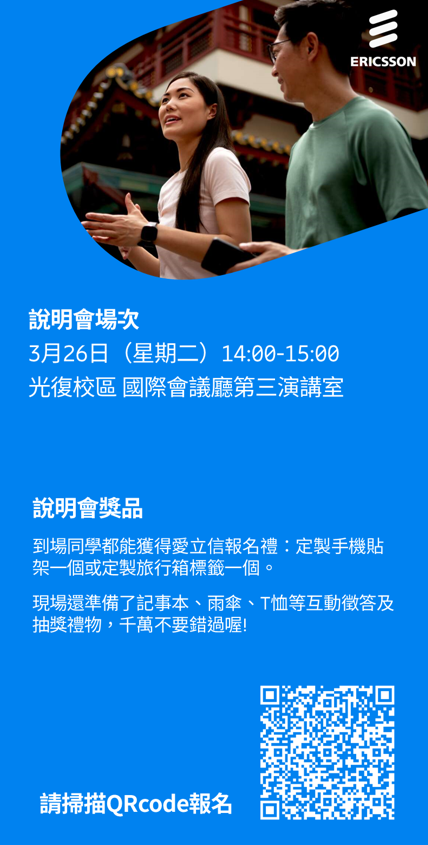 ERICSSON
說明會場次
3月26日（星期二）14:00-15:00
光復校區 國際會議廳第三演講室
說明會獎品
到場同學都能獲得愛立信報名禮：定製手機貼
架一個或定製旅行箱標籤一個。
現場還準備了記事本、雨傘、T恤等互動徵答及
抽獎禮物，千萬不要錯過喔!
請掃描QRcode報名